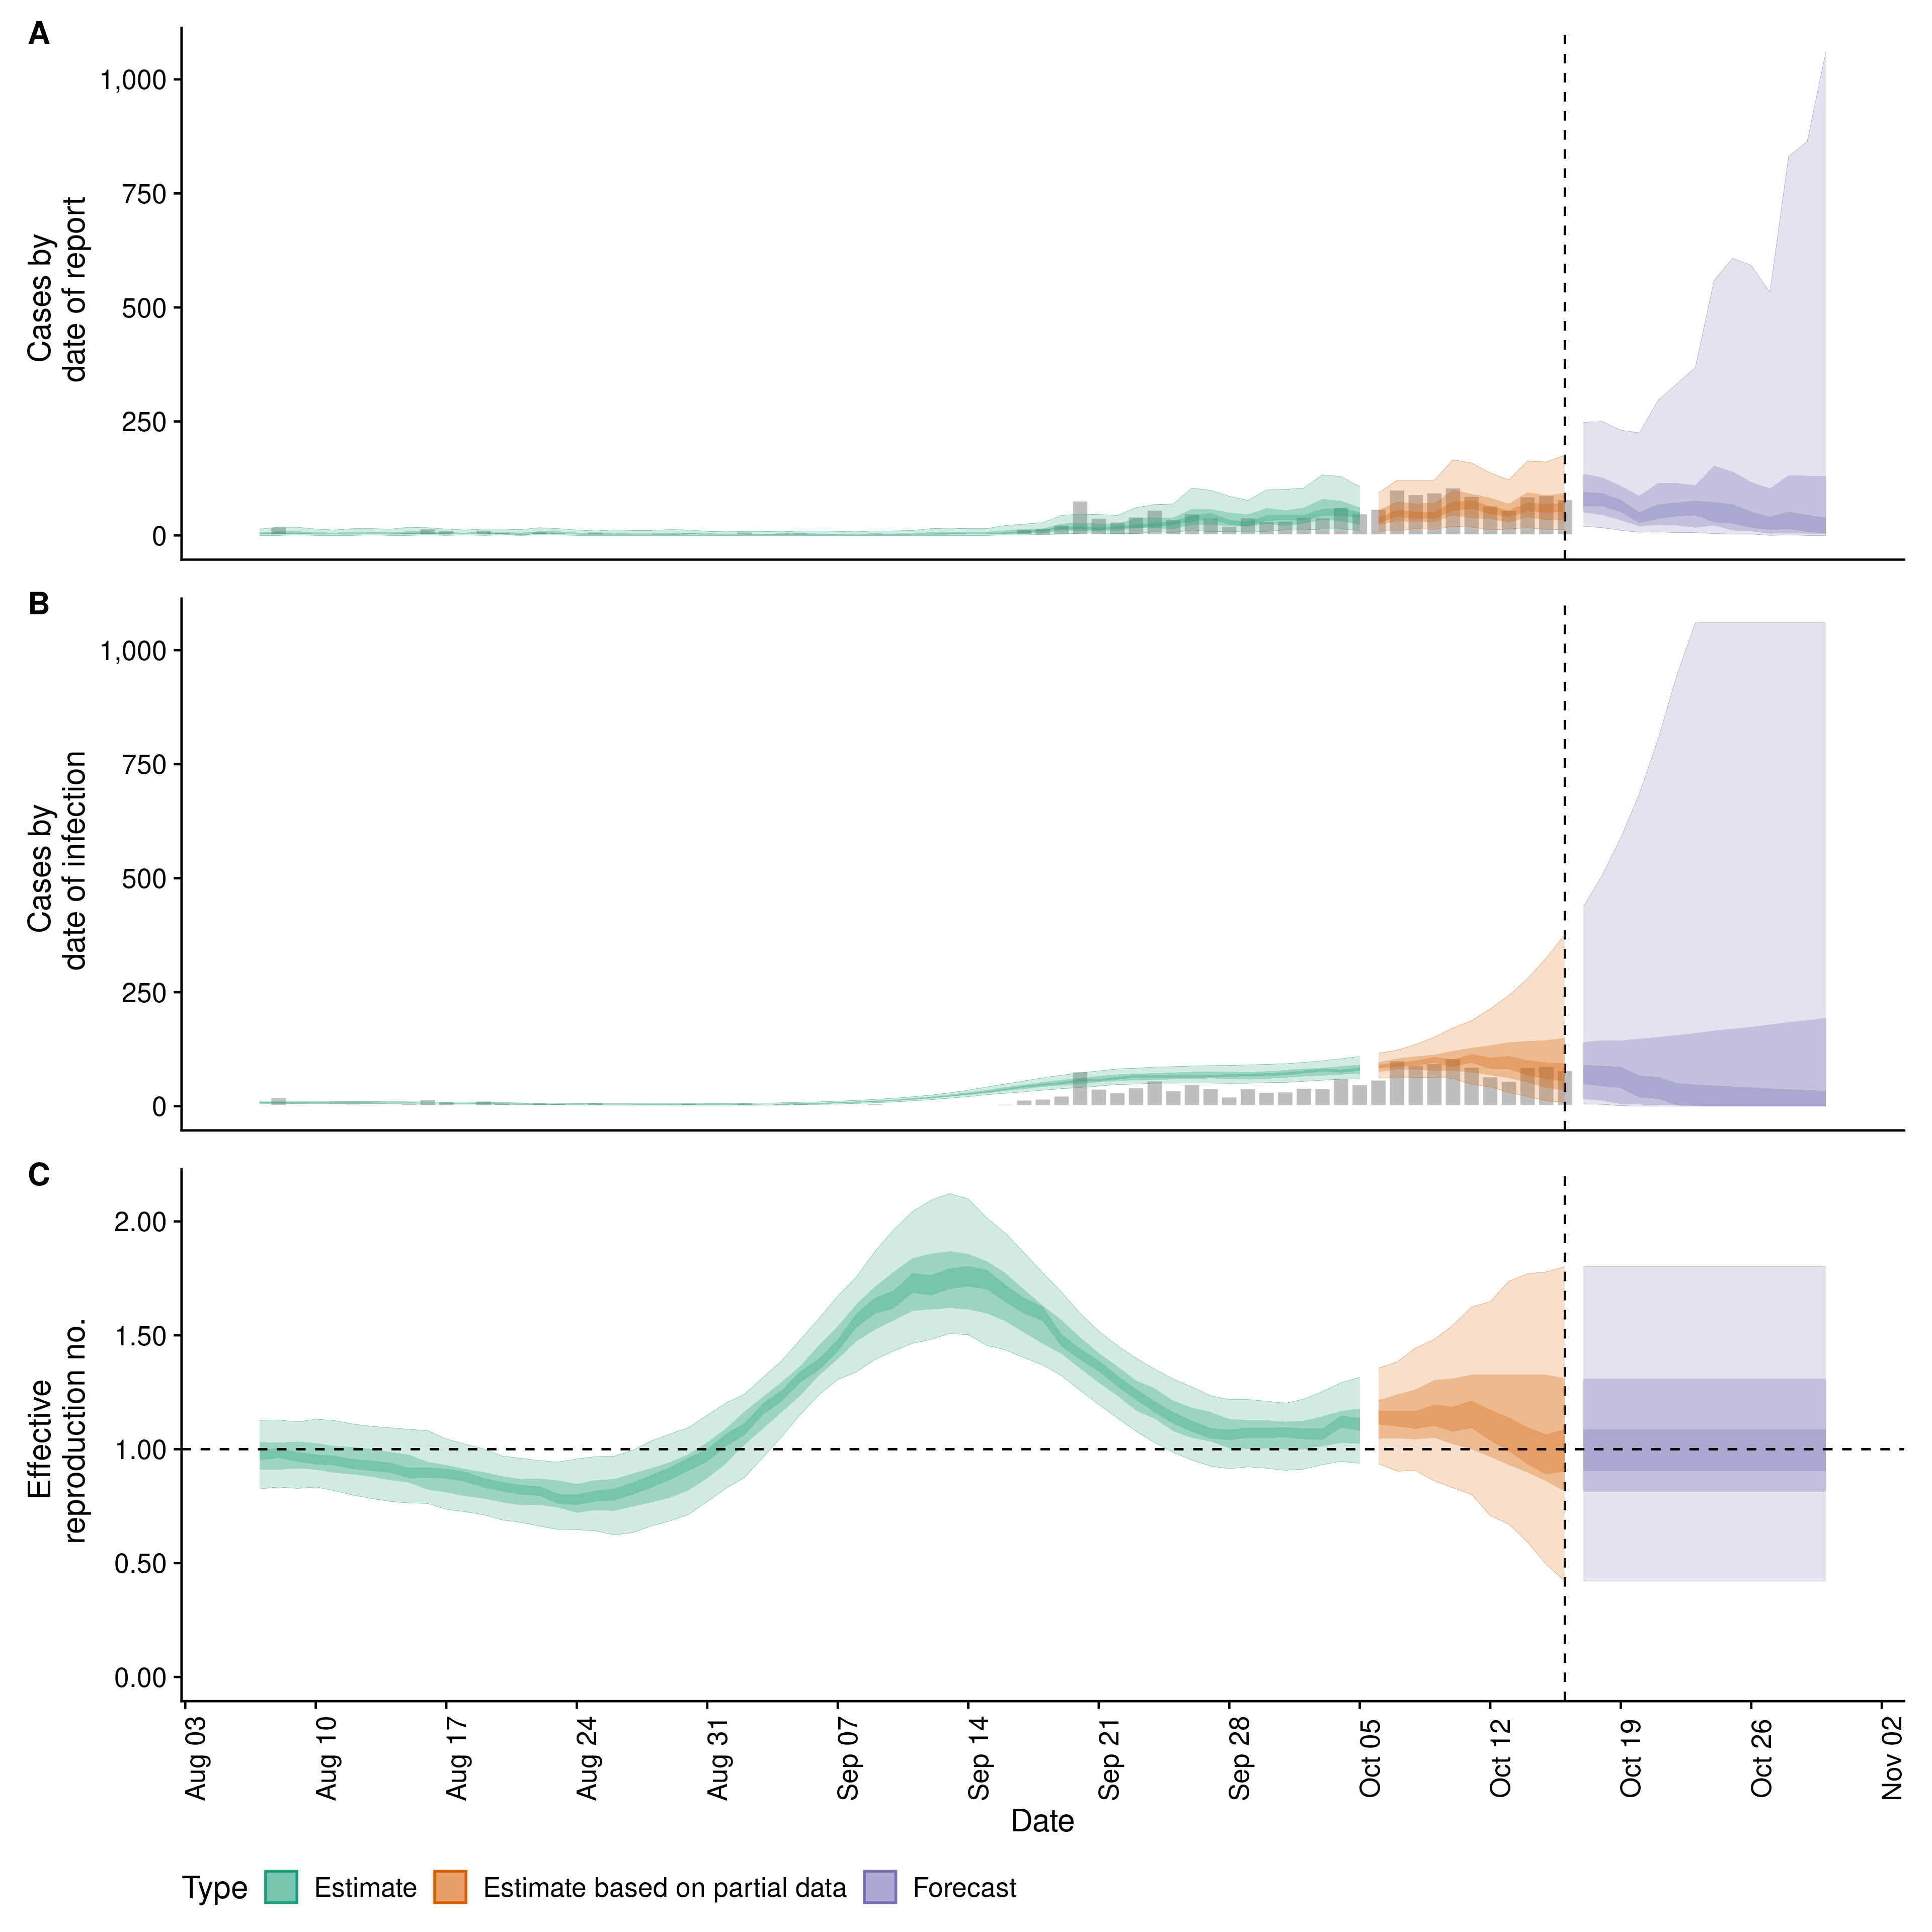 A
Cases by
date of report
1,000
750
500
250
0
B
Cases by
date of infection
1,000
750
500
250
0
C
Effective
reproduction no.
2.00
1.50
1.00
0.50
0.00
Aug 03
Aug 10
Aug 17
Aug 24
Aug 31
Sep 07
Sep 14
Sep 21
Sep 28
Oct 05
Oct 12
Oct 19
Oct 26
Nov 02
Date
Type Estimate Estimate based on partial data Forecast